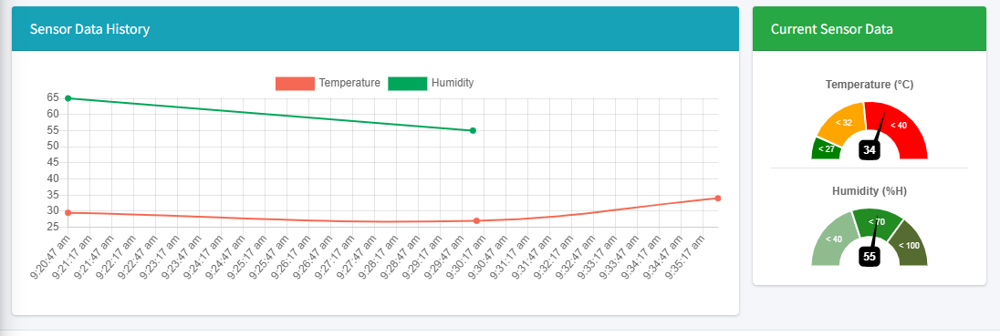 Sensor Data History
Temperature Humidity
65
60
55
50
45
40
35
30
25
9:20:47 am
9:21:17 am
9:21:47 am
9:22:17 am
9:22:47 am
9:23:17 am
9:23:47 am
9:24:17 am
9:24:47 am
9:25:17 am
9:25:47 am
9:26:17 am
9:26:47 am
9:27:17 am
9:27:47 am
9:28:17 am
9:28:47 am
9:29:17 am
9:29:47 am
9:30:17 am
9:30:47 am
9:31:17 am
9:31:47 am
9:32:17 am
9:32:47 am
9:33:17 am
9:33:47 am
9:34:17 am
9:34:47 am
9:35:17 am
Current Sensor Data
Temperature (°C)
< 32
< 40
< 27
34
Humidity (%H)
< 70
< 40
< 100
55